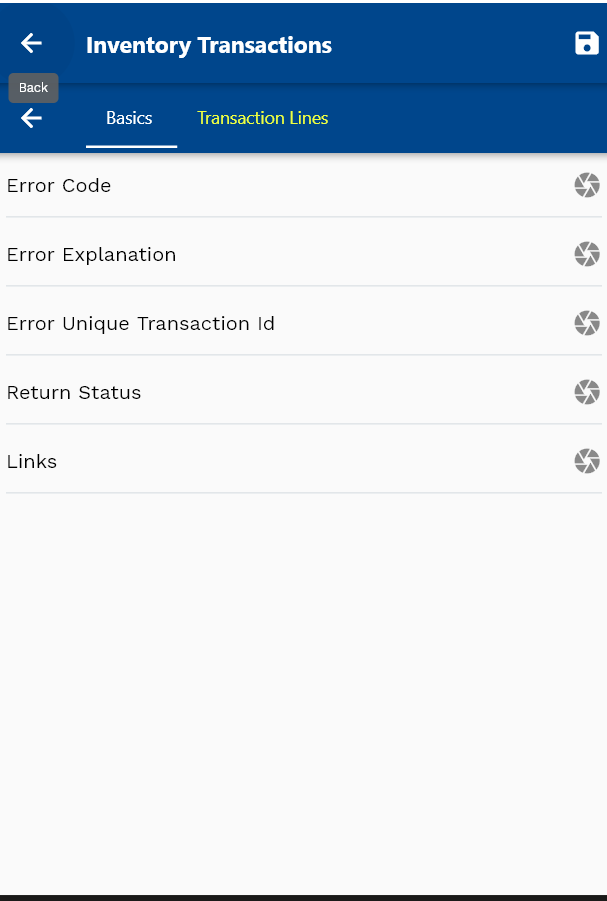 Inventory Transactions
Back
Basics
Transaction Lines
Error Code
Error Explanation
Error Unique Transaction Id
Return Status
Links